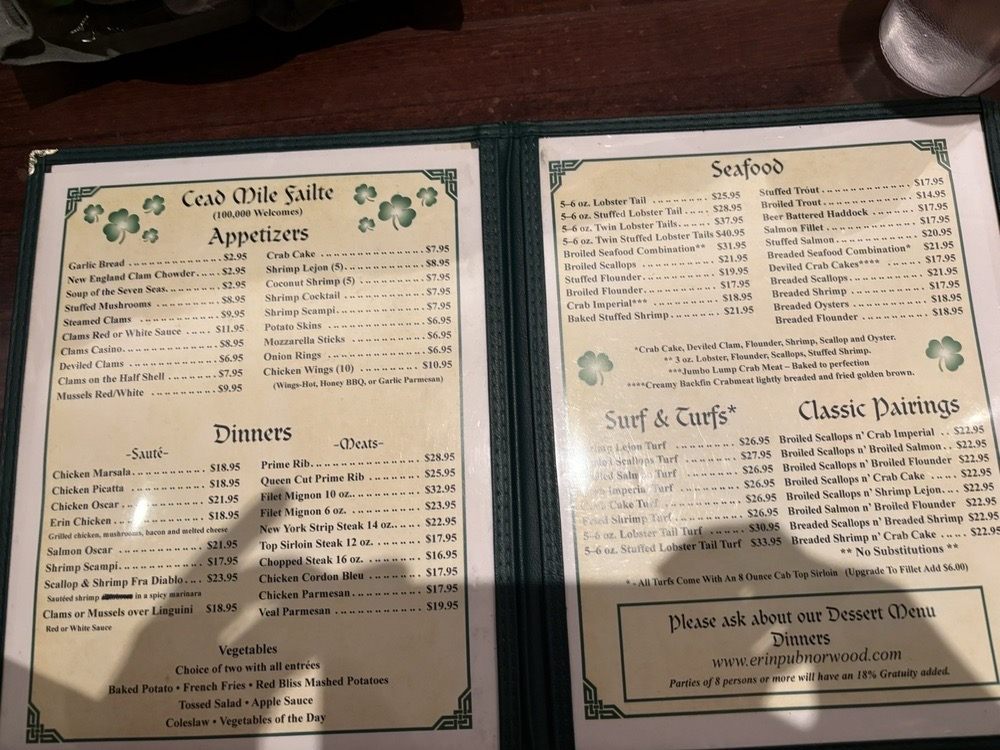 Cead Mile Failte
(100,000 Welcomes)
Appetizers
Garlic Bread $2.95
New England Clam Chowder $2.95
Soup of the Seven Seas $2.95
Stuffed Mushrooms $8.95
Steamed Clams $9.95
Clams Red or White Sauce $11.95
Clams Casino $8.95
Deviled Clams $6.95
Clams on the Half Shell $7.95
Mussels Red/White $9.95
Crab Cake $7.95
Shrimp Lejon (5) $8.95
Coconut Shrimp (5) $7.95
Shrimp Cocktail $7.95
Shrimp Scampi $7.95
Potato Skins $6.95
Mozzarella Sticks $6.95
Onion Rings $6.95
Chicken Wings (10) $10.95
(Wings-Hot, Honey BBQ, or Garlic Parmesan)
Dinners
-Sauté-
Chicken Marsala $18.95
Chicken Picatta $18.95
Chicken Oscar $21.95
Erin Chicken $18.95
Grilled chicken, mushrooms, bacon and melted cheese
Salmon Oscar $21.95
Shrimp Scampi $17.95
Scallop & Shrimp Fra Diablo $23.95
Sautéed shrimp in a spicy marinara
Clams or Mussels over Linguini $18.95
Red or White Sauce
-Meats-
Prime Rib $28.95
Queen Cut Prime Rib $25.95
Filet Mignon 10 oz. $32.95
Filet Mignon 6 oz. $23.95
New York Strip Steak 14 oz. $22.95
Top Sirloin Steak 12 oz. $17.95
Chopped Steak 16 oz. $16.95
Chicken Cordon Bleu $17.95
Chicken Parmesan $17.95
Veal Parmesan $19.95
Vegetables
Choice of two with all entrées
Baked Potato • French Fries • Red Bliss Mashed Potatoes
Tossed Salad • Apple Sauce
Coleslaw • Vegetables of the Day
Seafood
5-6 oz. Lobster Tail $25.95
5-6 oz. Stuffed Lobster Tail $28.95
5-6 oz. Twin Lobster Tails $37.95
5-6 oz. Twin Stuffed Lobster Tails $40.95
Broiled Seafood Combination** $31.95
Broiled Scallops $21.95
Stuffed Flounder $19.95
Broiled Flounder $17.95
Crab Imperial*** $18.95
Baked Stuffed Shrimp $21.95
Stuffed Trout $17.95
Broiled Trout $14.95
Beer Battered Haddock $17.95
Salmon Fillet $17.95
Stuffed Salmon $20.95
Breaded Seafood Combination* $21.95
Deviled Crab Cakes**** $17.95
Breaded Scallops $21.95
Breaded Shrimp $17.95
Breaded Oysters $18.95
Breaded Flounder $18.95
*Crab Cake, Deviled Clam, Flounder, Shrimp, Scallop and Oyster.
** 3 oz. Lobster, Flounder, Scallops, Stuffed Shrimp.
***Jumbo Lump Crab Meat – Baked to perfection
****Creamy Backfin Crabmeat lightly breaded and fried golden brown.
Surf & Turfs*
Lejon Turf $26.95
Scallops Turf $27.95
Turf $26.95
Imperial Turf $26.95
Cake Turf $26.95
Shrimp Turf $26.95
5-6 oz. Lobster Tail Turf $30.95
5-6 oz. Stuffed Lobster Tail Turf $33.95
Classic Pairings
Broiled Scallops n' Crab Imperial $22.95
Broiled Scallops n' Broiled Salmon $22.95
Broiled Scallops n' Broiled Flounder $22.95
Broiled Scallops n' Crab Cake $22.95
Broiled Scallops n' Shrimp Lejon $22.95
Broiled Salmon n' Broiled Flounder $22.95
Breaded Scallops n' Breaded Shrimp $22.95
Breaded Shrimp n' Crab Cake $22.95
** No Substitutions **
* - All Turfs Come With An 8 Ounce Cab Top Sirloin (Upgrade To Fillet Add $6.00)
Please ask about our Dessert Menu
Dinners
www.erinpubnorwood.com
Parties of 8 persons or more will have an 18% Gratuity added.